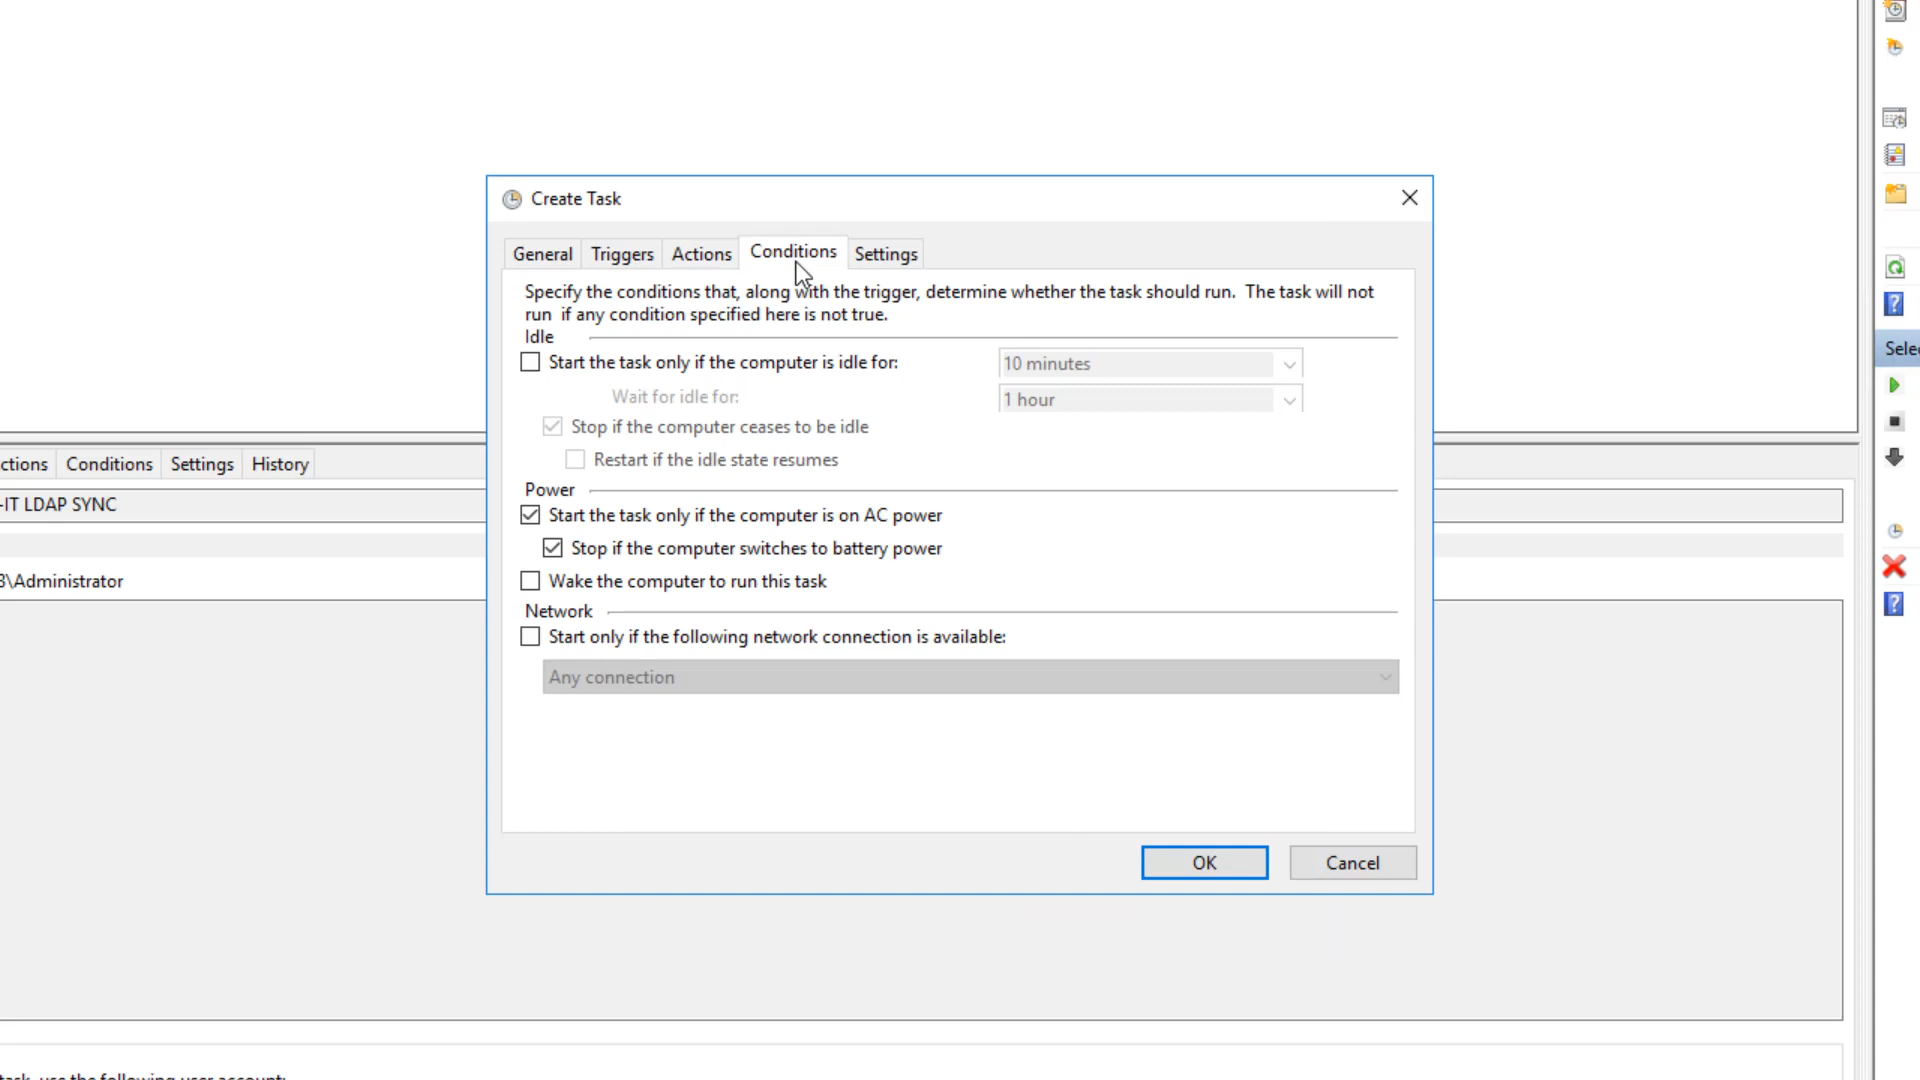 Create Task
General Triggers Actions Conditions Settings
Specify the conditions that, along with the trigger, determine whether the task should run. The task will not
run if any condition specified here is not true.
Idle
Start the task only if the computer is idle for: 10 minutes
Wait for idle for: 1 hour
Stop if the computer ceases to be idle
Restart if the idle state resumes
Power
Start the task only if the computer is on AC power
Stop if the computer switches to battery power
Wake the computer to run this task
Network
Start only if the following network connection is available:
Any connection
OK Cancel
ctions Conditions Settings History
-IT LDAP SYNC
\Administrator
task, use the following user account:
Sele